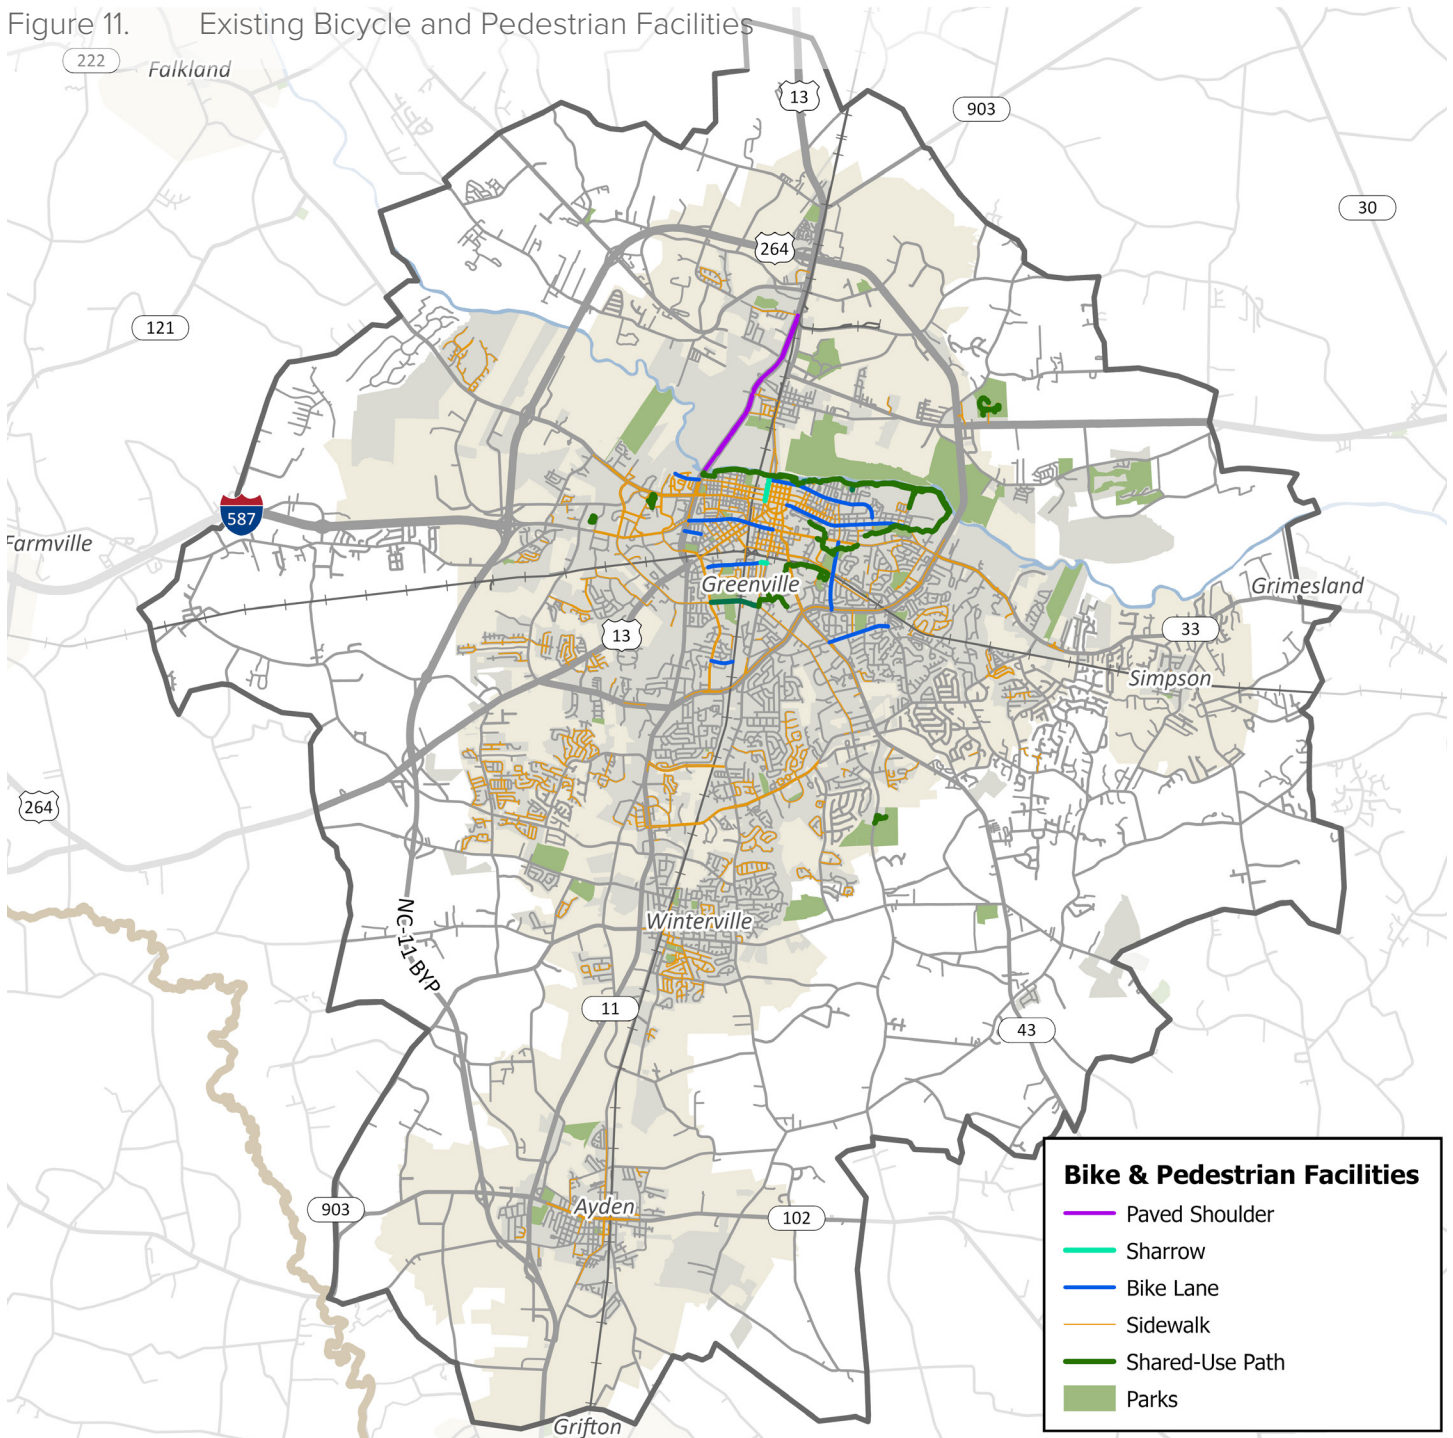 Figure 11. Existing Bicycle and Pedestrian Facilities
222
Falkland
13
903
30
264
121
587
Farmville
Greenville
Grimesland
13
33
Simpson
264
NC-11-BYP
Winterville
11
43
903
Ayden
102
Grifton
Bike & Pedestrian Facilities
Paved Shoulder
Sharrow
Bike Lane
Sidewalk
Shared-Use Path
Parks